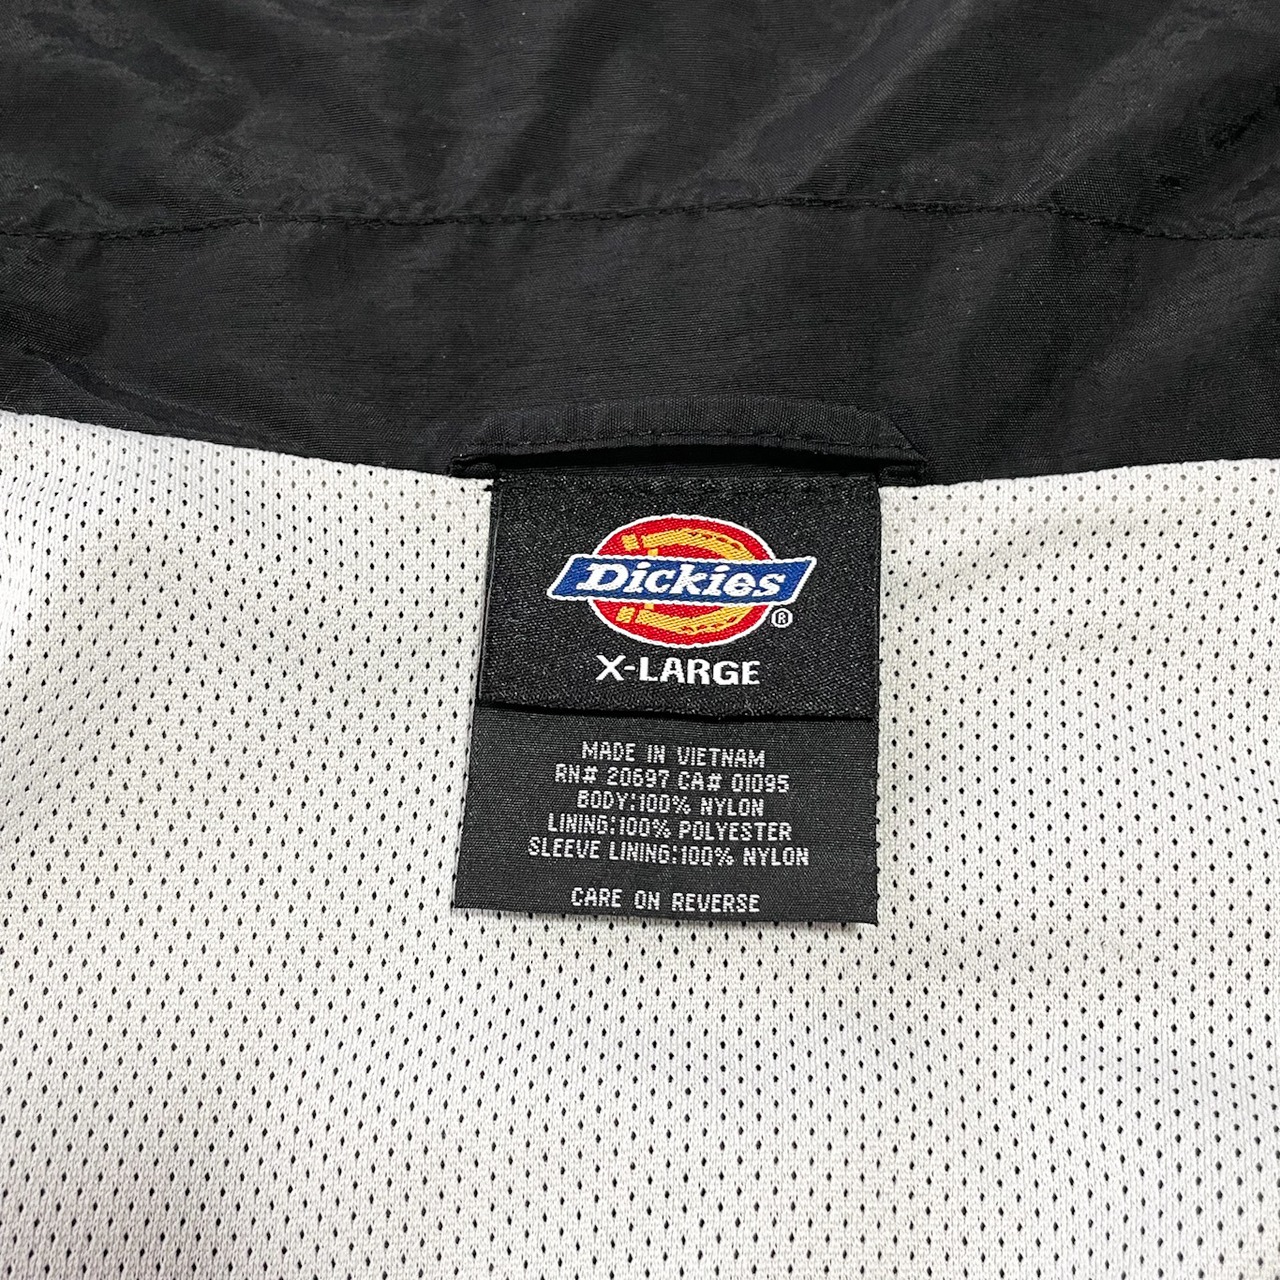 Dickies®
X-LARGE
MADE IN VIETNAM
RN# 20697 CA# 01095
BODY:100% NYLON
LINING:100% POLYESTER
SLEEVE LINING:100% NYLON
CARE ON REVERSE